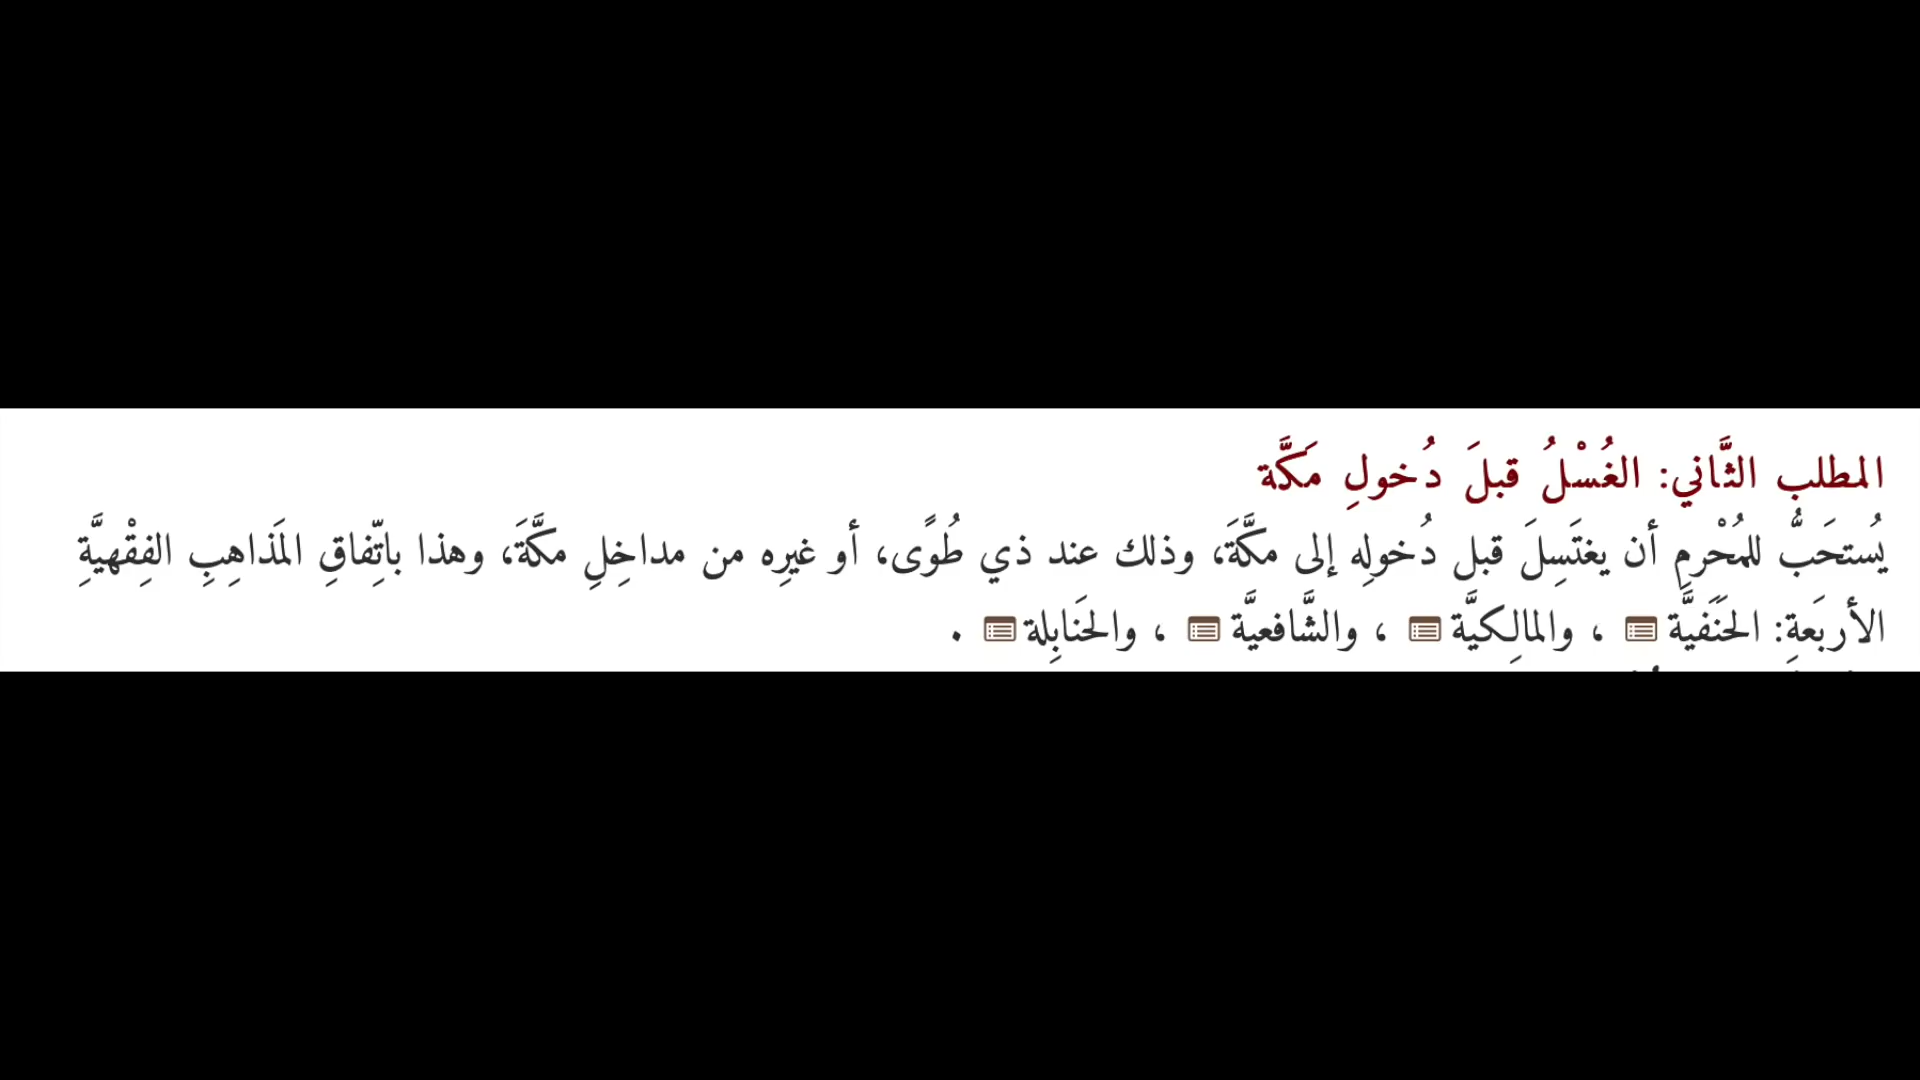 المطلب الثَّاني: الغُسْلُ قبلَ دُخولِ مَكَّة
يُستحَبُّ للمُحْرِمِ أن يغتَسِلَ قبل دُخولِه إلى مكَّةَ، وذلك عند ذي طُوًى، أو غيرِه من مداخِلِ مكَّةَ، وهذا باتِّفاقِ المَذاهِبِ الفِقْهيَّةِ
الأربَعةِ: الحَنَفيَّة ، والمالِكيَّة ، والشَّافعيَّة ، والحَنابِلة .